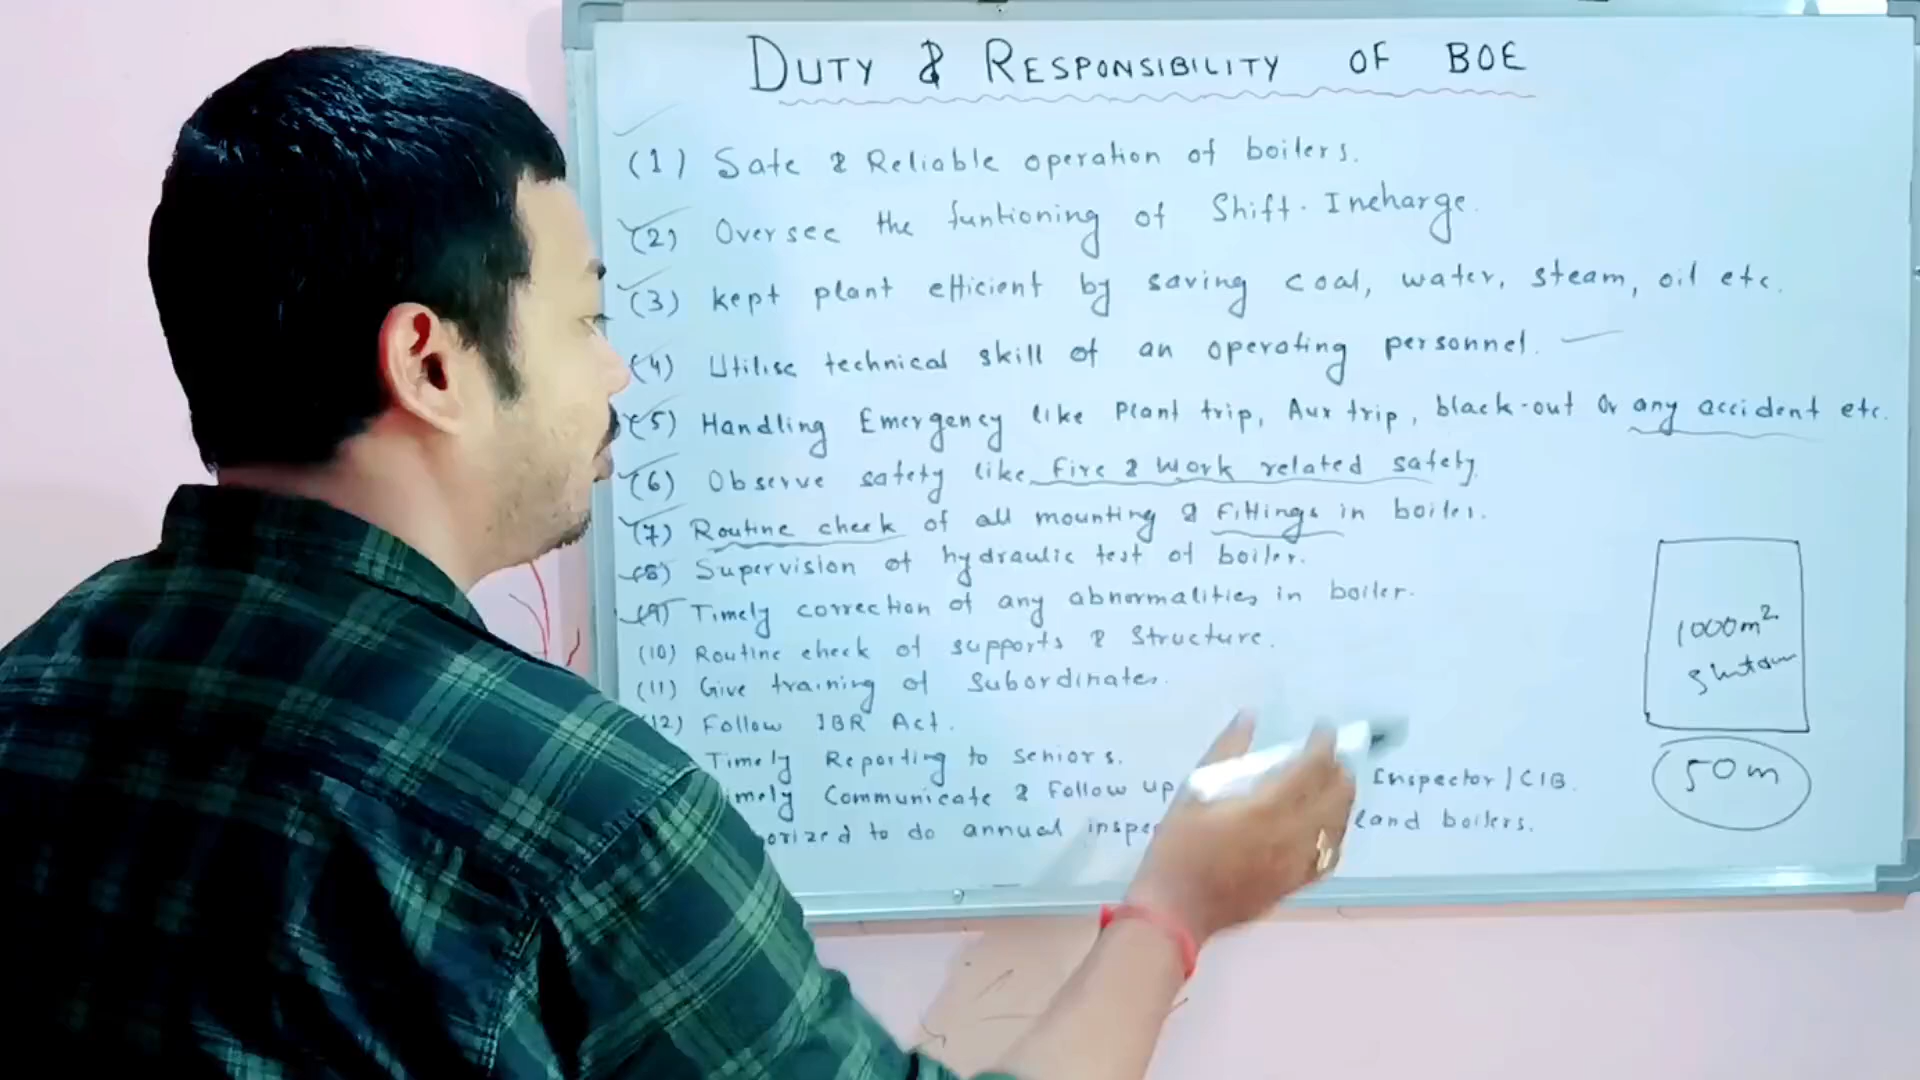 DUTY & RESPONSIBILITY OF BOE
(1) Safe & Reliable operation of boilers.
(2) Oversee the funtioning of Shift-Incharge.
(3) kept plant efficient by saving coal, water, steam, oil etc.
(4) Utilise technical skill of an operating personnel.
(5) Handling Emergency like Plant trip, Aux trip, black-out or any accident etc.
(6) Observe safety like fire & work related safety.
(7) Routine check of all mounting & fittings in boiler.
(8) Supervision of hydraulic test of boiler.
(9) Timely correction of any abnormalities in boiler.
(10) Routine check of supports & structure.
(11) Give training of subordinates.
12) Follow IBR Act.
Timely Reporting to seniors.
Communicate & Follow up Inspector/CIB.
to do annual land boilers.
1000m²
50m